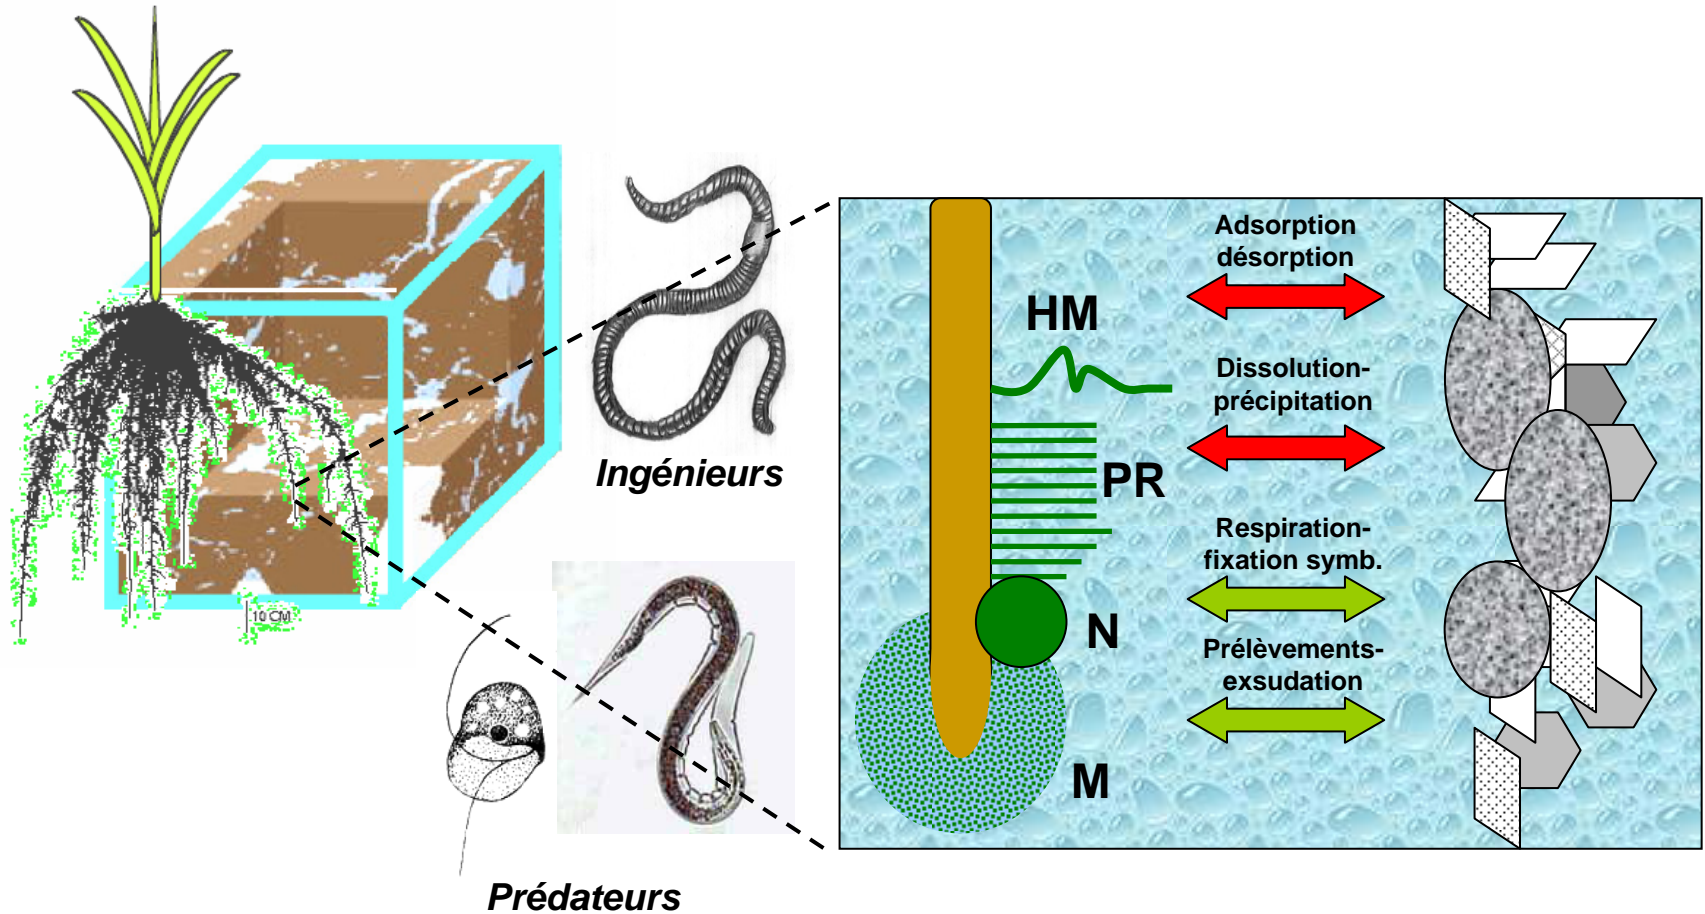 10 CM
Ingénieurs
Prédateurs
HM
PR
N
M
Adsorption
désorption
Dissolution-
précipitation
Respiration-
fixation symb.
Prélèvements-
exsudation